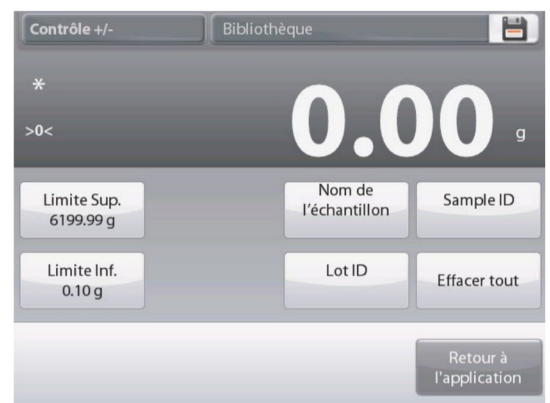 Contrôle +/-
Bibliothèque
*
>0<
0.00 g
Limite Sup.
6199.99 g
Nom de
l'échantillon
Sample ID
Limite Inf.
0.10 g
Lot ID
Effacer tout
Retour à
l'application